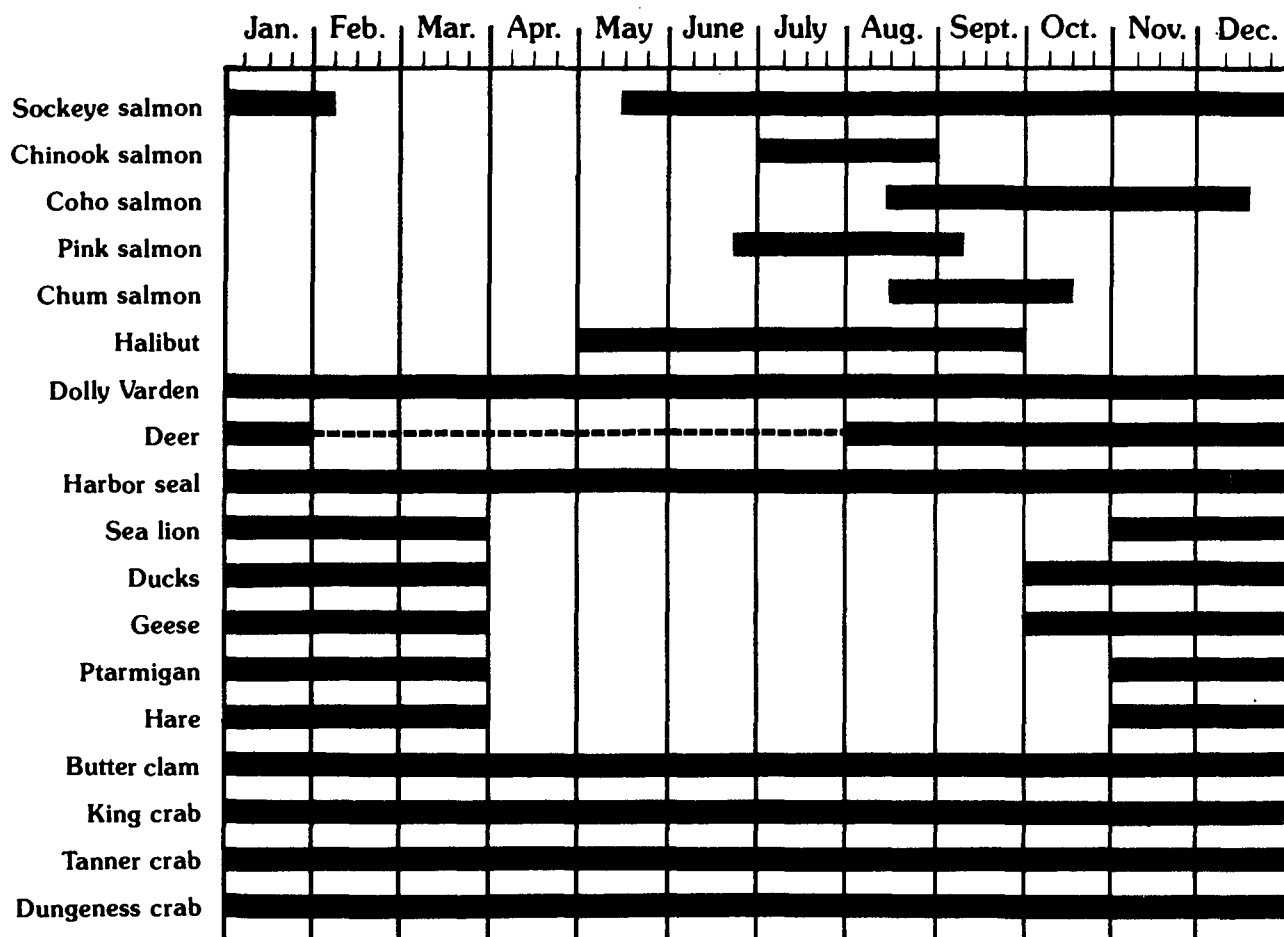 Jan. Feb. Mar. Apr. May June July Aug. Sept. Oct. Nov. Dec.
Sockeye salmon
Chinook salmon
Coho salmon
Pink salmon
Chum salmon
Halibut
Dolly Varden
Deer
Harbor seal
Sea lion
Ducks
Geese
Ptarmigan
Hare
Butter clam
King crab
Tanner crab
Dungeness crab